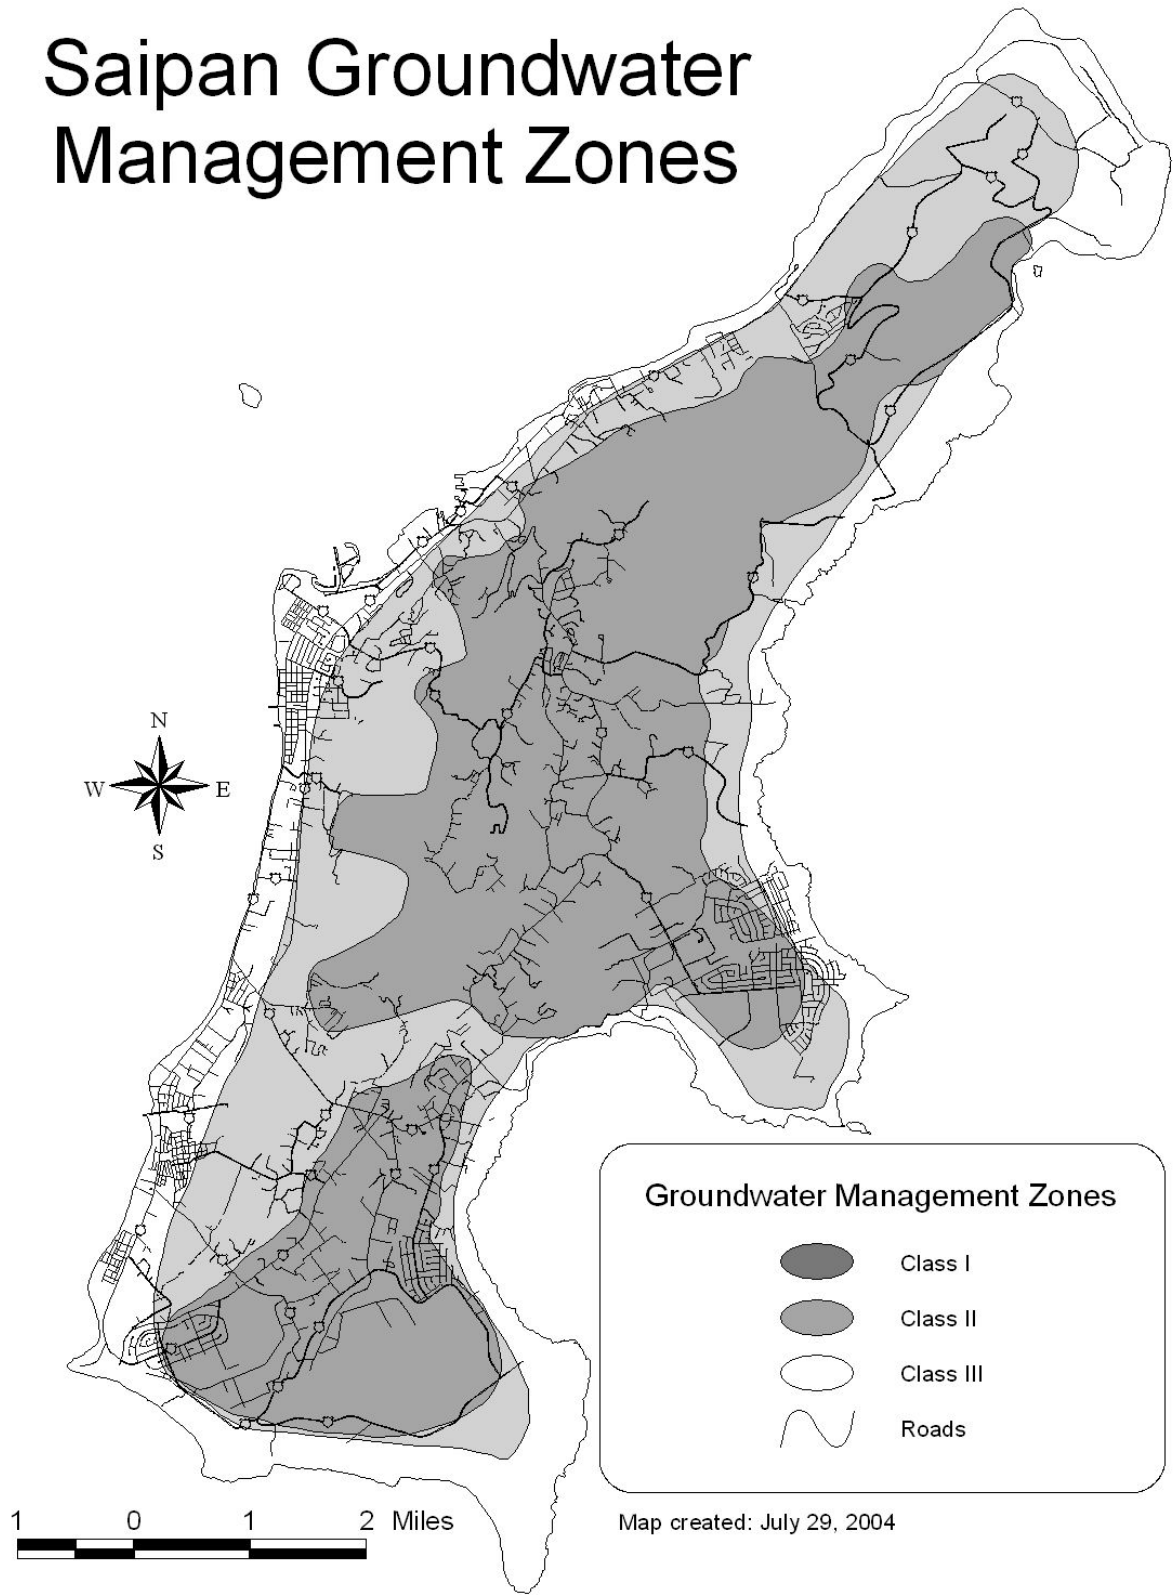 Saipan Groundwater
Management Zones
N
W
E
S
Groundwater Management Zones
Class I
Class II
Class III
Roads
1 0 1 2 Miles
Map created: July 29, 2004